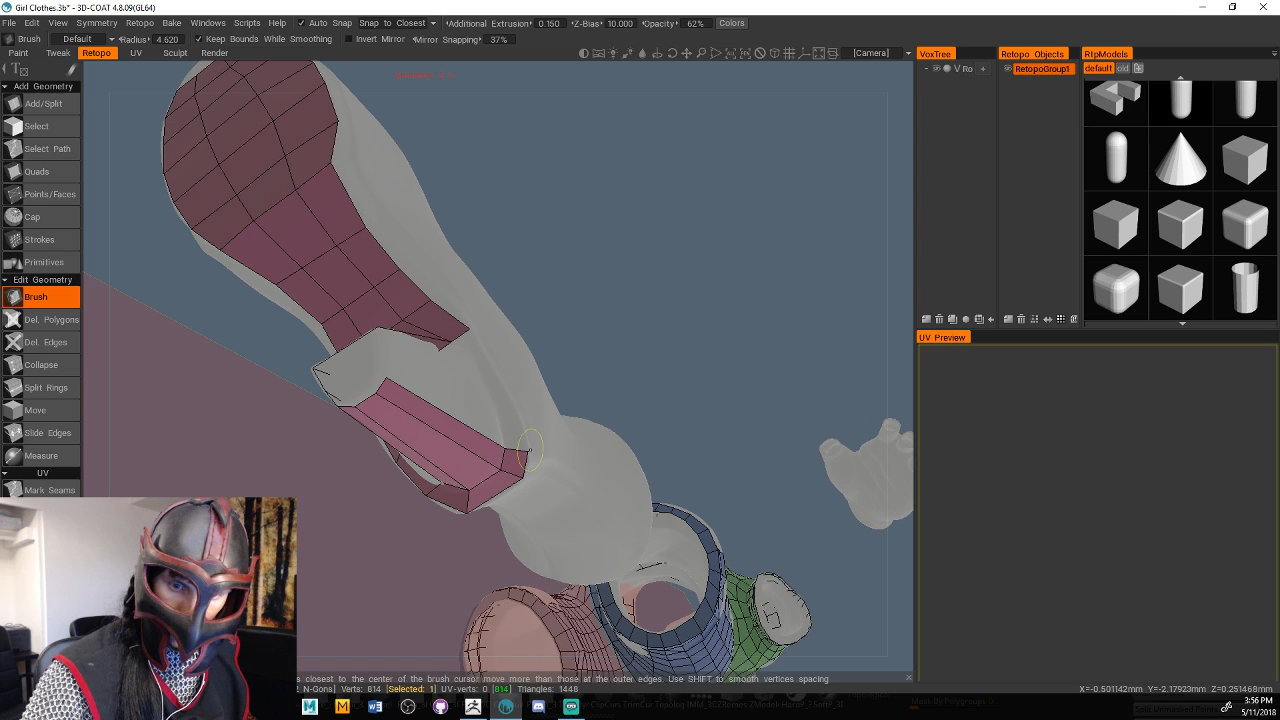 Girl Clothes.3b* - 3D-COAT 4.8.09(GL64)
File Edit View Symmetry Retopo Bake Windows Scripts Help Auto Snap Snap to Closest Additional Extrusion 0.150 Z-Bias 10.000 Opacity 62% Colors
Brush Default Radius 4.620 Keep Bounds While Smoothing Invert Mirror Mirror Snapping 37%
Paint Tweak Retopo UV Sculpt Render [Camera] VoxTree Retopo Objects RtpModels
V Ro + RetopoGroup1 default old
Add Geometry
Add/Split
Select
Select Path
Quads
Points/Faces
Cap
Strokes
Primitives
Edit Geometry
Brush
Del. Polygons
Del. Edges
Collapse
Split Rings
Move
Slide Edges
Measure
UV
Mark Seams
UV Preview
s closest to the center of the brush cursor move more than those at the outer edges. Use SHIFT to smooth vertices spacing
N-Gons] Verts: 814 [Selected: 1] UV-verts: 0 [814] Triangles: 1448 X=-0.501142mm Y=-2.17923mm Z=0.251468mm
3:56 PM
5/11/2018